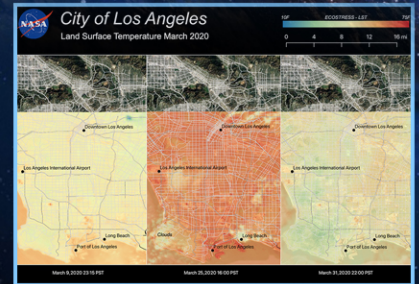 NASA
City of Los Angeles
Land Surface Temperature March 2020
ECOSTRESS - LST
0 4 8 12 16 mi
Downtown Los Angeles
Los Angeles International Airport
Long Beach
Port of Los Angeles
March 9, 2020 23:15 PST
Downtown Los Angeles
Los Angeles International Airport
Clouds
Long Beach
Port of Los Angeles
March 25, 2020 16:00 PST
Downtown Los Angeles
Los Angeles International Airport
Long Beach
Port of Los Angeles
March 31, 2020 22:00 PST